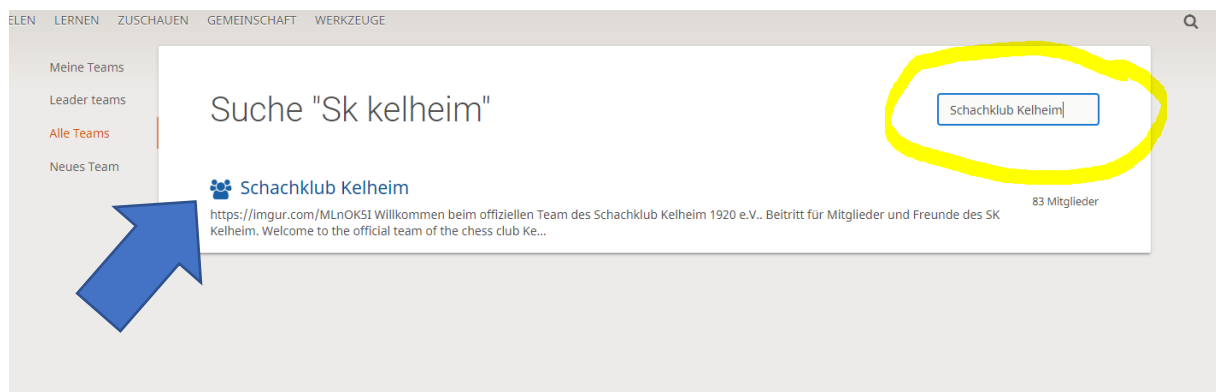 ELEN LERNEN ZUSCHAUEN GEMEINSCHAFT WERKZEUGE
Meine Teams
Leader teams
Alle Teams
Neues Team
Suche "Sk kelheim"
Schachklub Kelheim
Schachklub Kelheim
83 Mitglieder
https://imgur.com/MLnOK5I Willkommen beim offiziellen Team des Schachklub Kelheim 1920 e.V.. Beitritt für Mitglieder und Freunde des SK
Kelheim. Welcome to the official team of the chess club Ke...